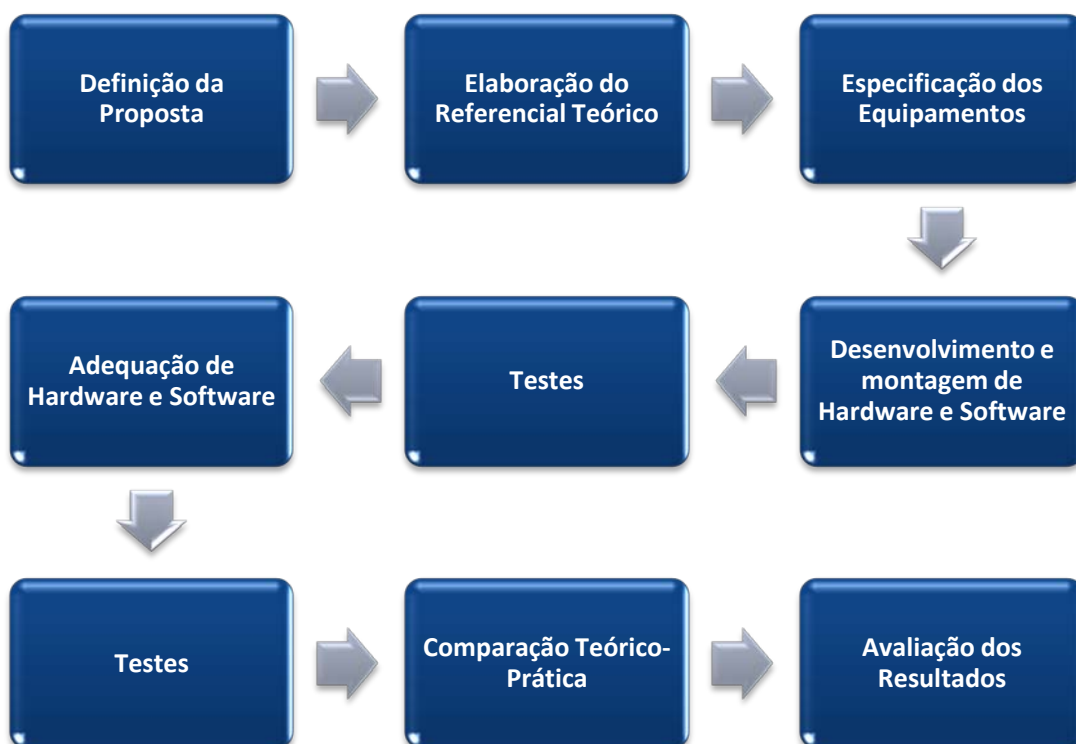 Definição da
Proposta
Elaboração do
Referencial Teórico
Especificação dos
Equipamentos
Desenvolvimento e
montagem de
Hardware e Software
Testes
Adequação de
Hardware e Software
Testes
Comparação Teórico-
Prática
Avaliação dos
Resultados